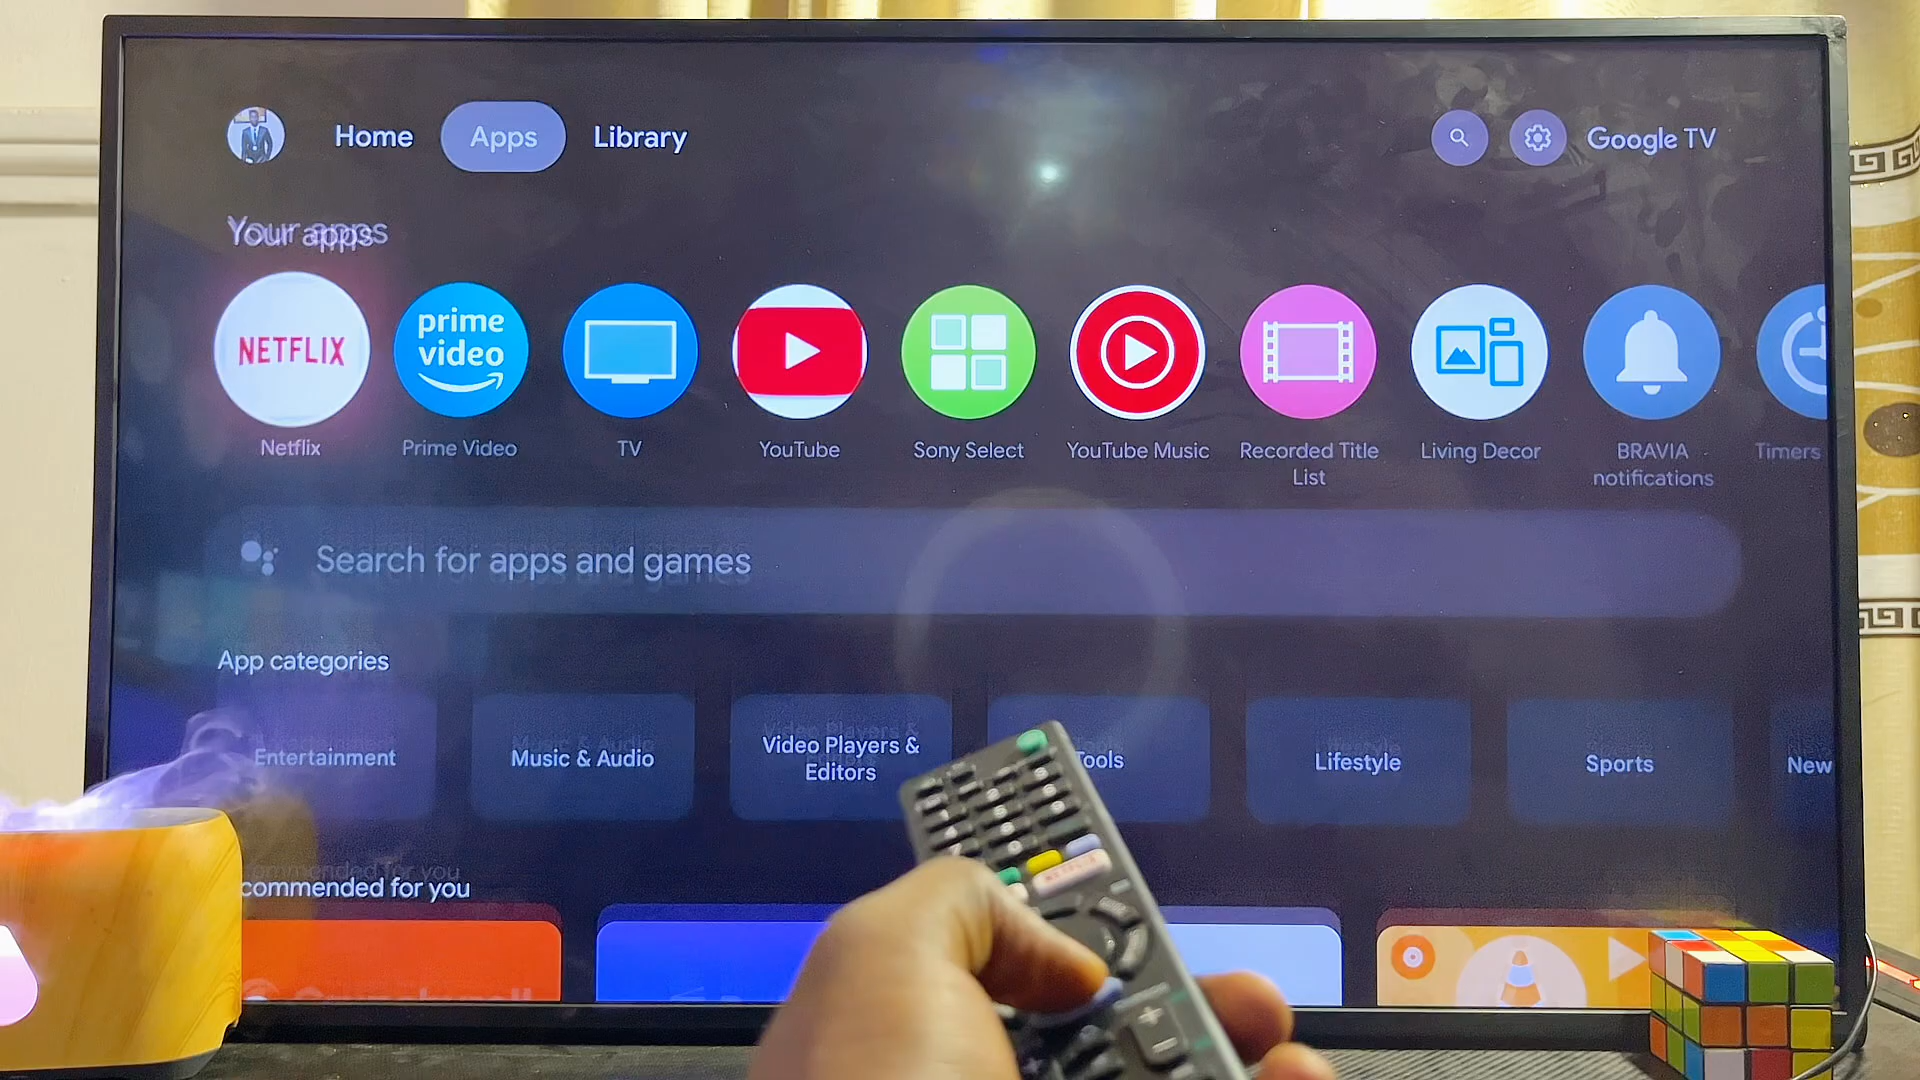 Home Apps Library Google TV
Your apps
NETFLIX
prime
video
Netflix Prime Video TV YouTube Sony Select YouTube Music Recorded Title Living Decor BRAVIA Timers
List notifications
Search for apps and games
App categories
Entertainment Music & Audio Video Players & Tools Lifestyle Sports New
Editors
NETFLIX
commended for you